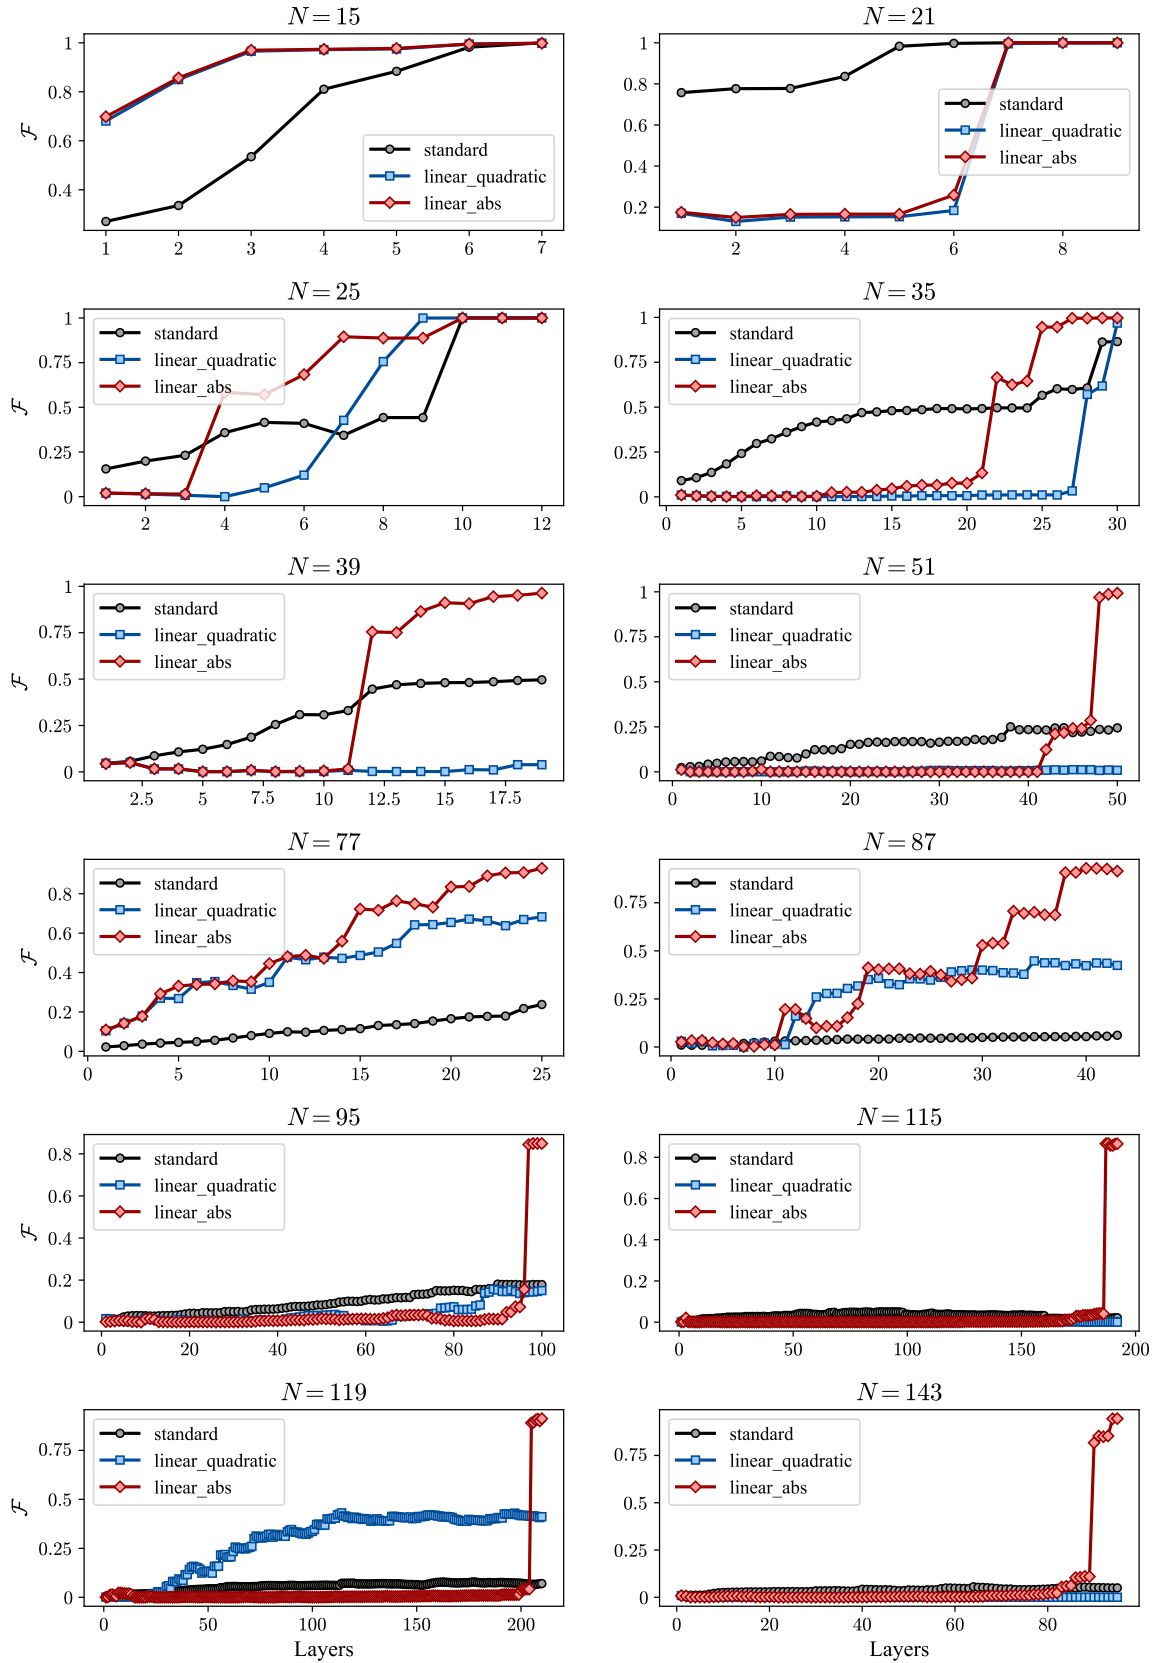 N = 15
N = 21
1
0.8
0.6
0.4
F
standard
linear_quadratic
linear_abs
1 2 3 4 5 6 7
1
0.8
0.6
0.4
0.2
standard
linear_quadratic
linear_abs
2 4 6 8
N = 25
N = 35
1
0.75
0.5
0.25
0
F
standard
linear_quadratic
linear_abs
2 4 6 8 10 12
1
0.75
0.5
0.25
0
standard
linear_quadratic
linear_abs
0 5 10 15 20 25 30
N = 39
N = 51
1
0.75
0.5
0.25
0
F
standard
linear_quadratic
linear_abs
2.5 5 7.5 10 12.5 15 17.5
1
0.75
0.5
0.25
0
standard
linear_quadratic
linear_abs
0 10 20 30 40 50
N = 77
N = 87
0.8
0.6
0.4
0.2
0
F
standard
linear_quadratic
linear_abs
0 5 10 15 20 25
0.75
0.5
0.25
0
standard
linear_quadratic
linear_abs
0 10 20 30 40
N = 95
N = 115
0.8
0.6
0.4
0.2
0
F
standard
linear_quadratic
linear_abs
0 20 40 60 80 100
0.8
0.6
0.4
0.2
0
standard
linear_quadratic
linear_abs
0 50 100 150 200
N = 119
N = 143
0.75
0.5
0.25
0
F
standard
linear_quadratic
linear_abs
0 50 100 150 200
Layers
0.75
0.5
0.25
0
standard
linear_quadratic
linear_abs
0 20 40 60 80
Layers